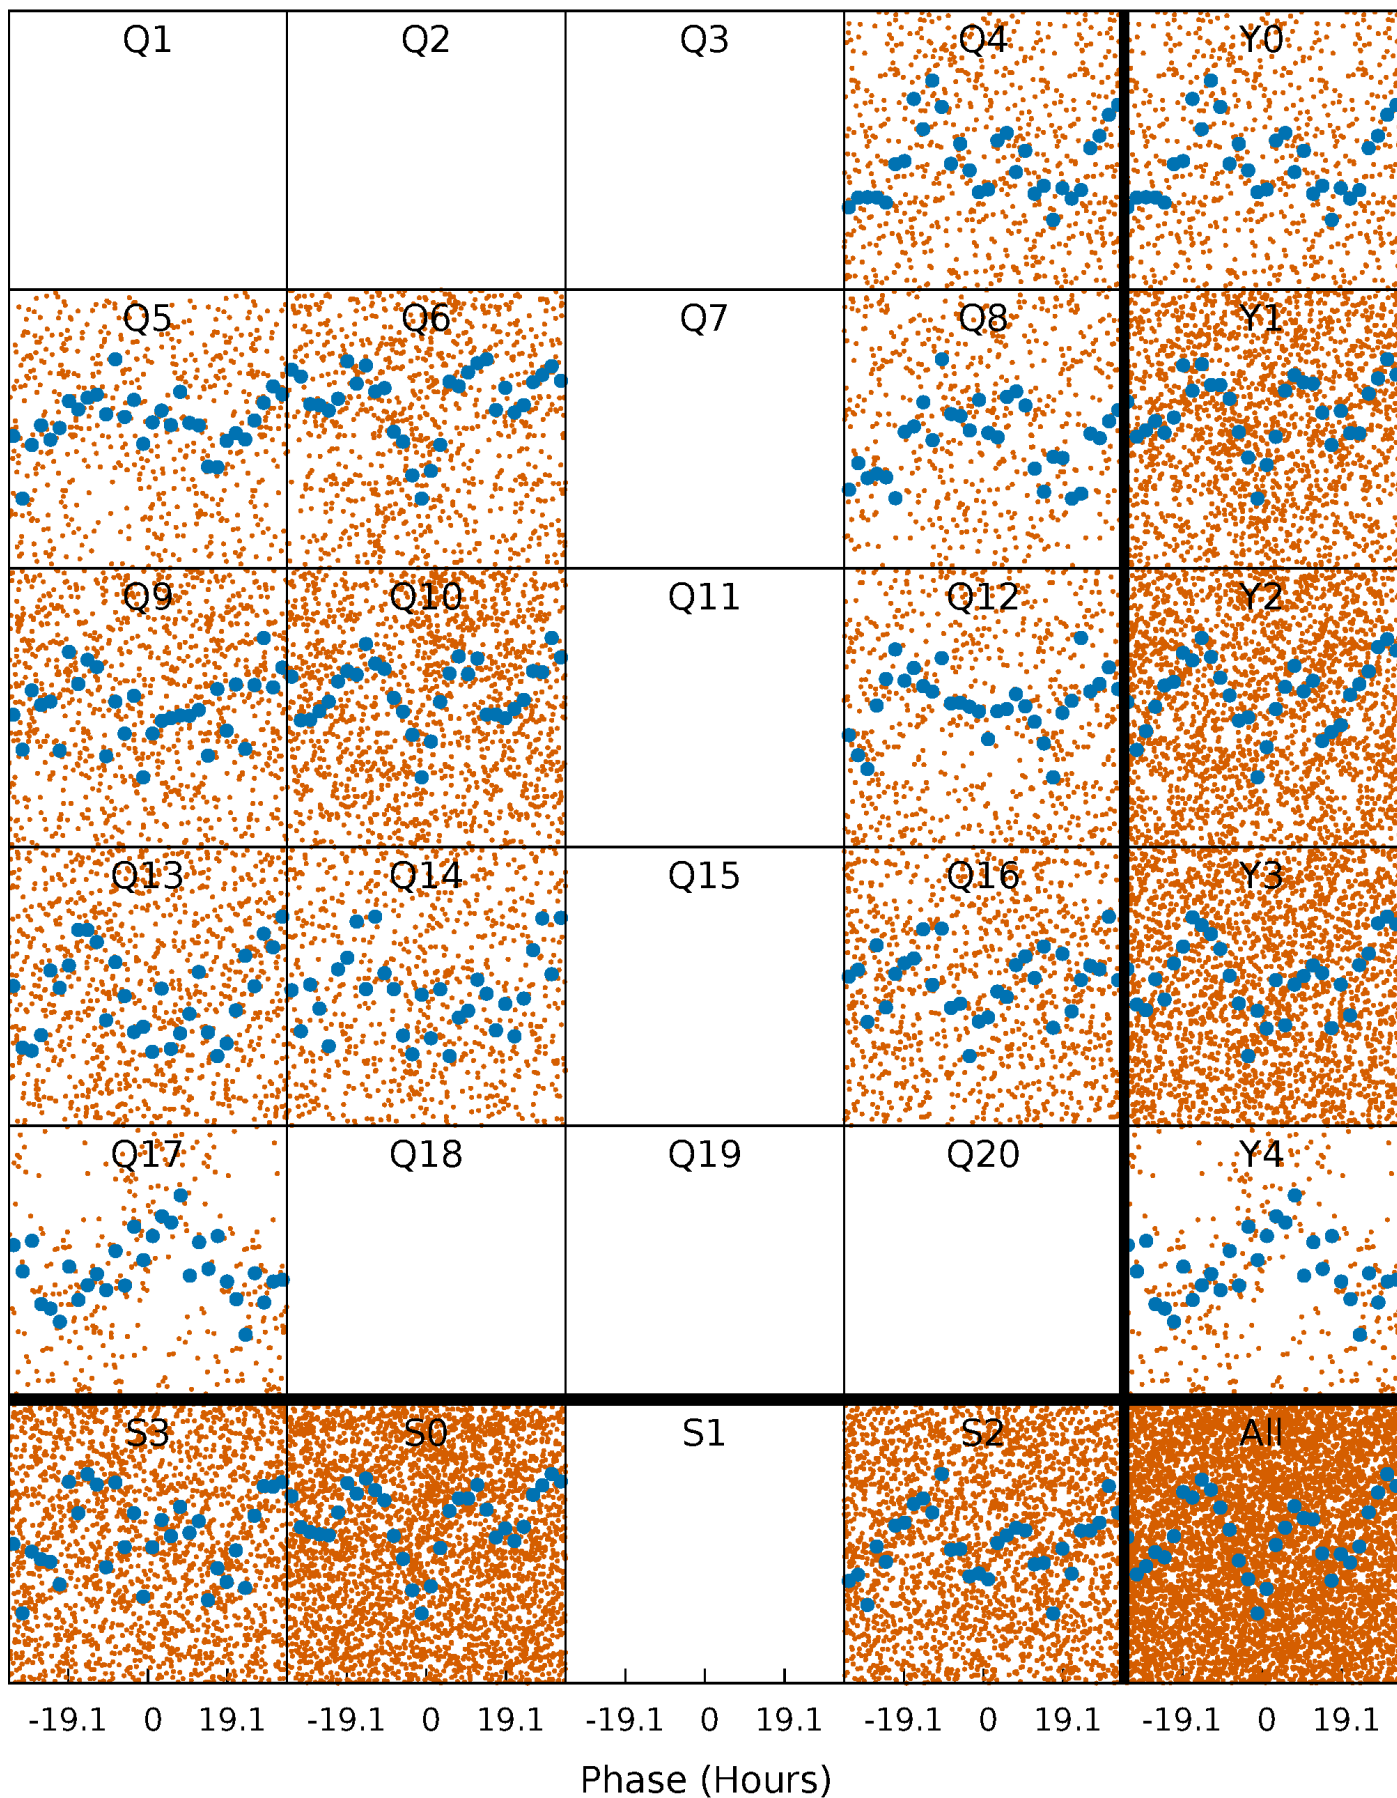 Q1 Q2 Q3 Q4 Y0
Q5 Q6 Q7 Q8 Y1
Q9 Q10 Q11 Q12 Y2
Q13 Q14 Q15 Q16 Y3
Q17 Q18 Q19 Q20 Y4
S3 S0 S1 S2 All
-19.1 0 19.1 -19.1 0 19.1 -19.1 0 19.1 -19.1 0 19.1 -19.1 0 19.1
Phase (Hours)